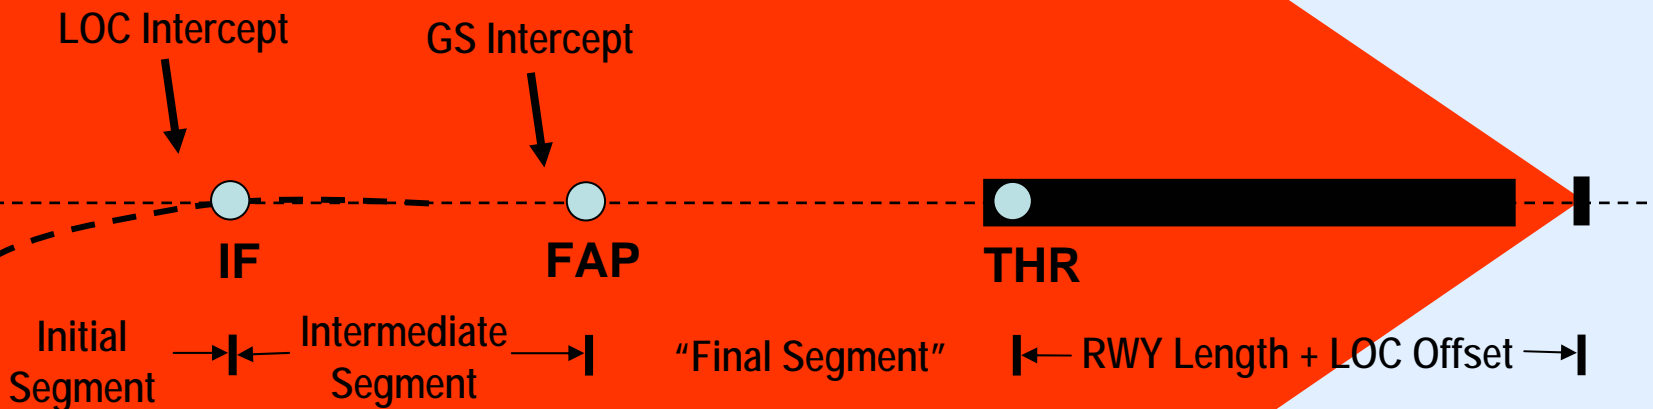 LOC Intercept
GS Intercept
IF
FAP
THR
Initial
Segment
Intermediate
Segment
“Final Segment”
RWY Length + LOC Offset